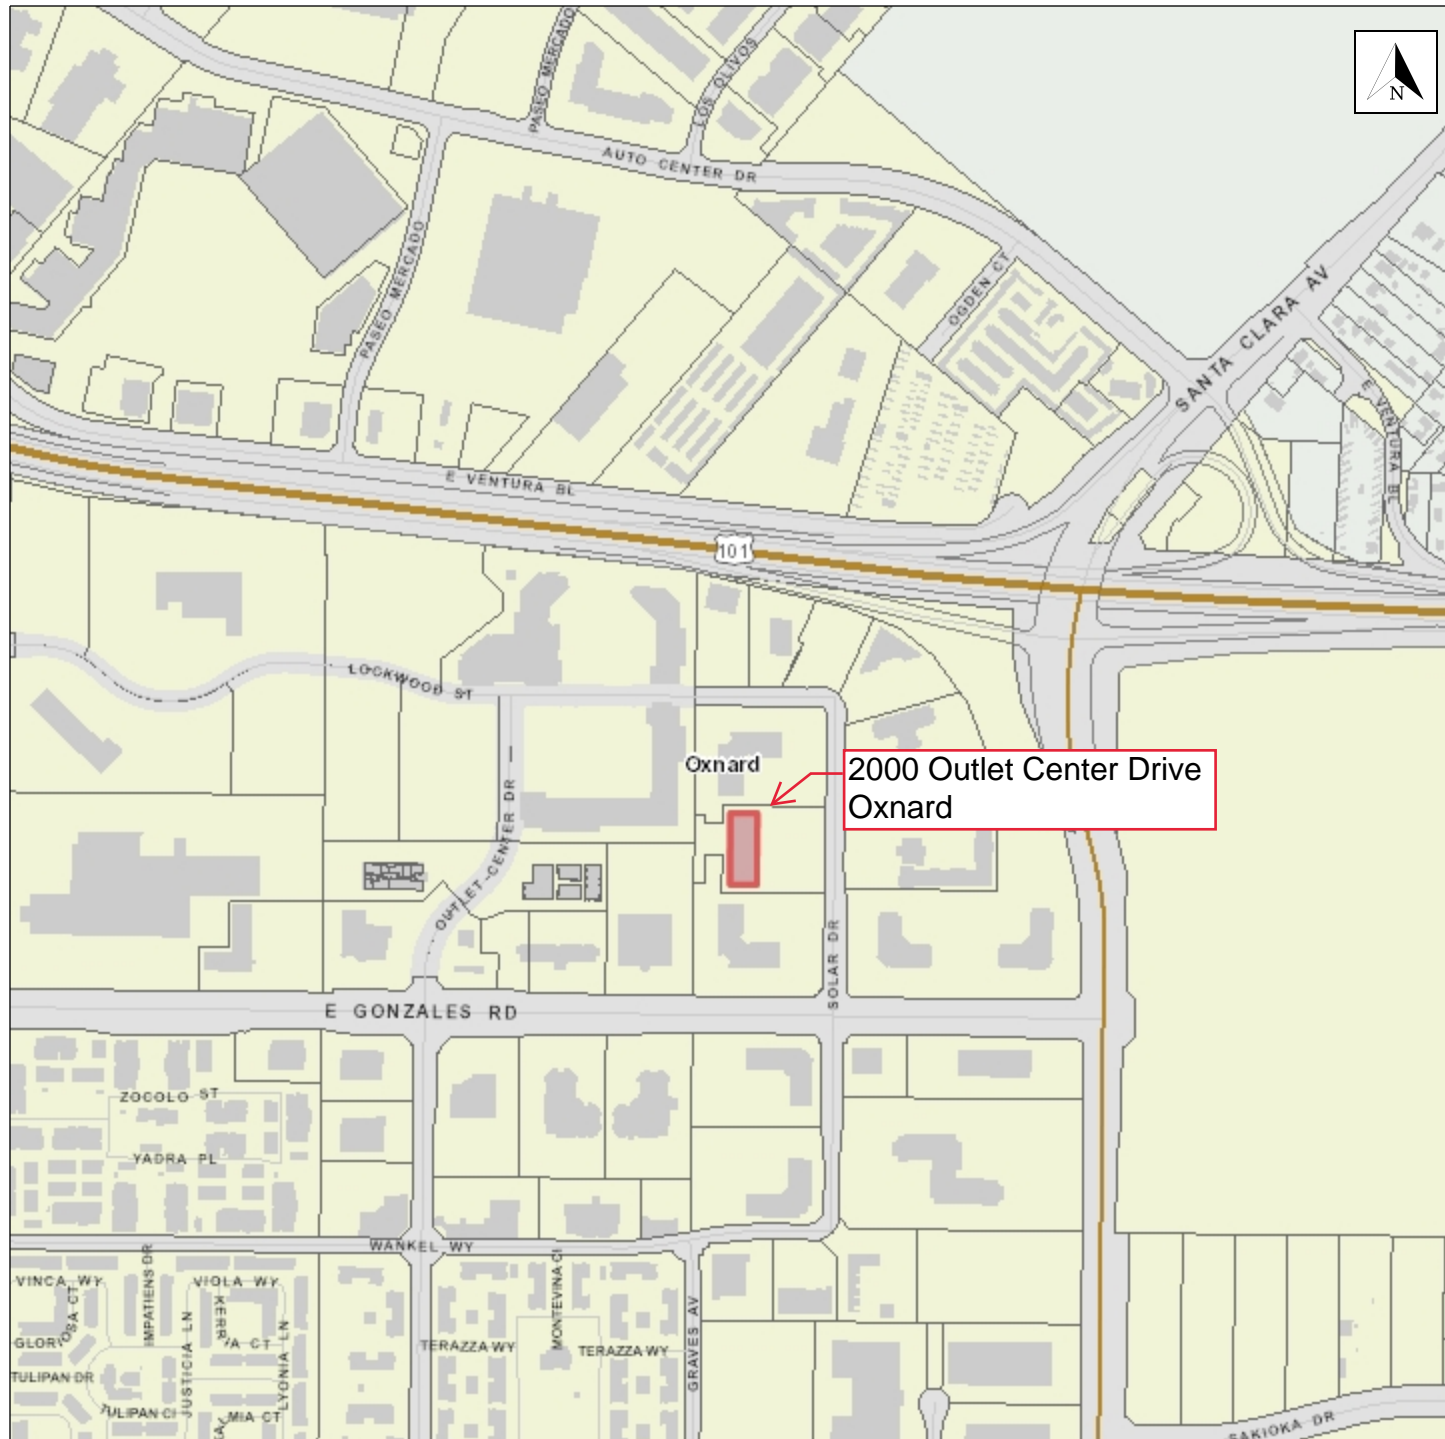 PASEO MERCADO
LOS OLIVOS
N
AUTO CENTER DR
PASEO MERCADO
OGDEN CT
SANTA CLARA AV
E VENTURA BL
E VENTURA BL
101
LOCKWOOD ST
Oxnard
2000 Outlet Center Drive
Oxnard
OUTLET CENTER DR
SOLAR DR
E GONZALES RD
ZOCOLO ST
YADRA PL
WANKEL WY
VINCA WY
IMPATIENS DR
VIOLA WY
MONTEVINA
GRAVES AV
JUSTICIA LN
LYONIA LN
TERAZZA WY
TERAZZA WY
TULIPAN DR
MIA CT
SAKIOKA DR